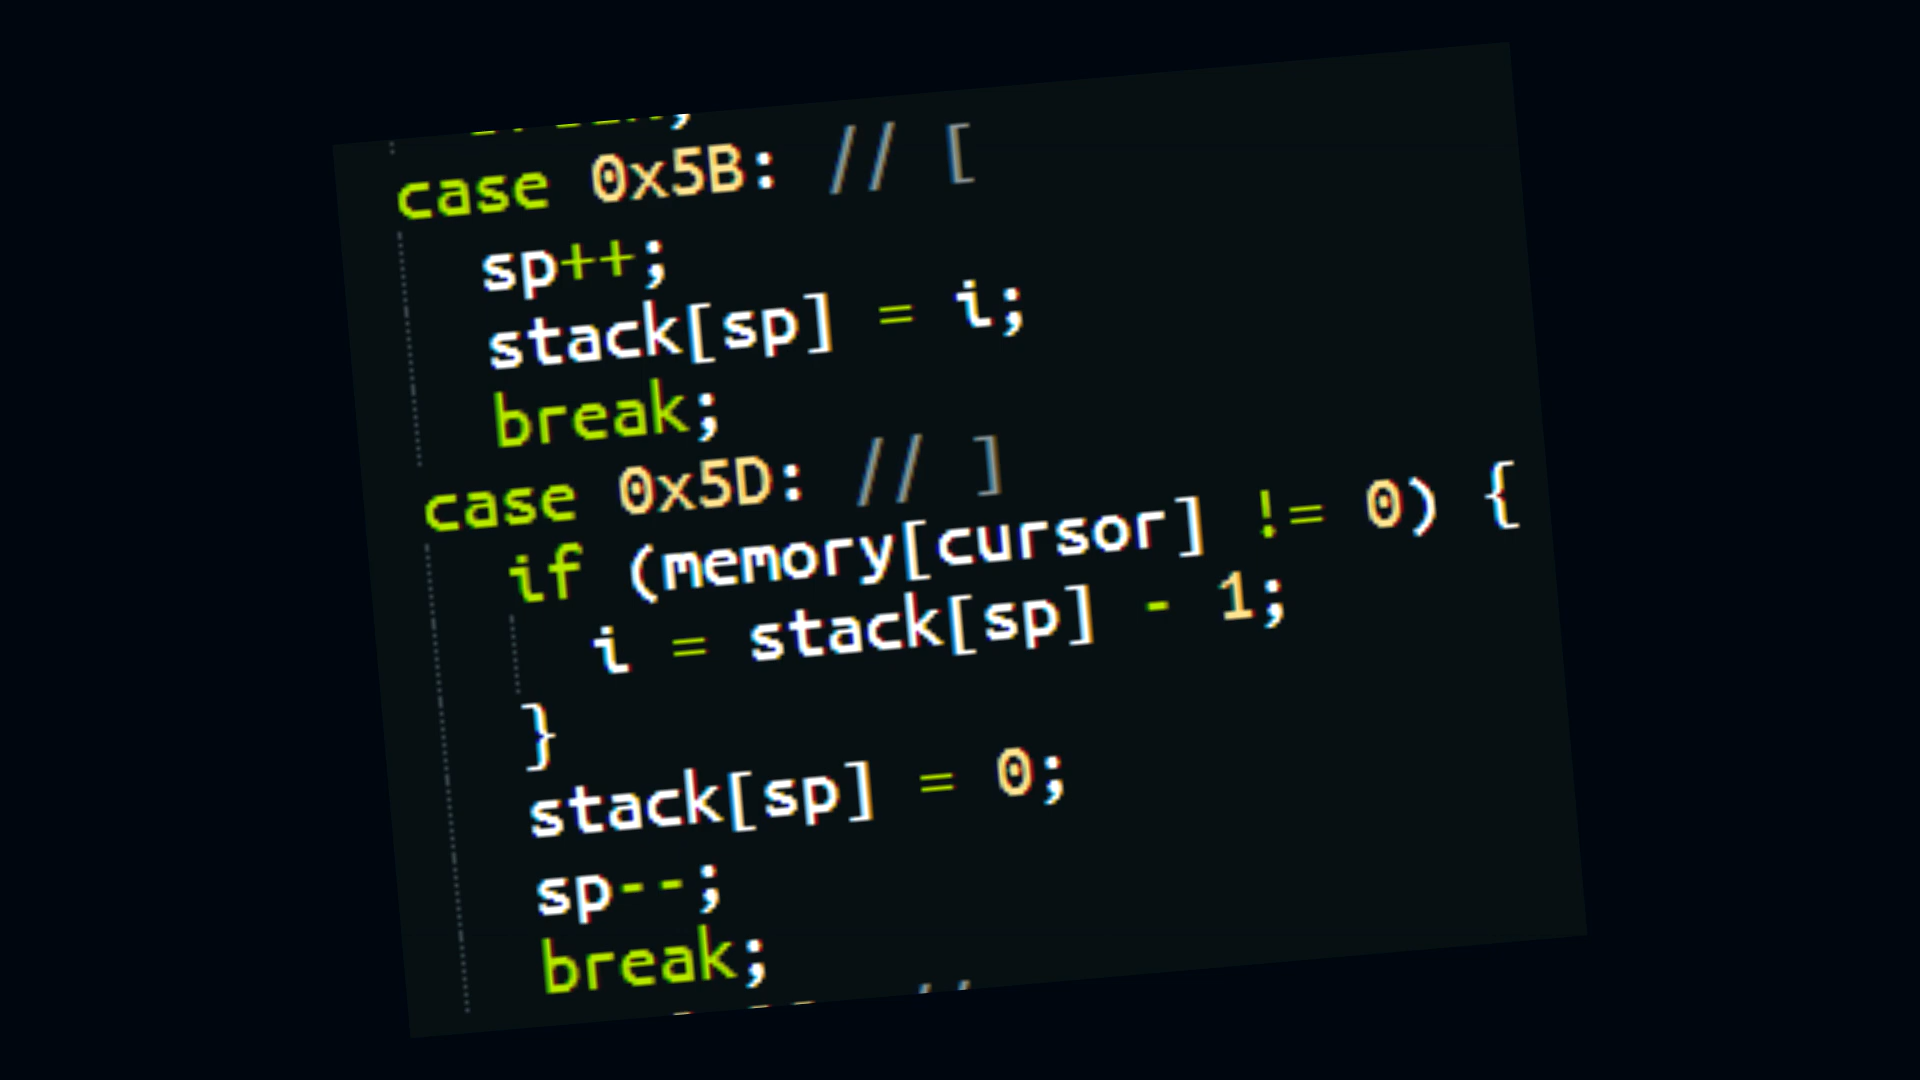 case 0x5B: // [
sp++;
stack[sp] = i;
break;
case 0x5D: // ]
if (memory[cursor] != 0) {
i = stack[sp] - 1;
}
stack[sp] = 0;
sp--;
break;